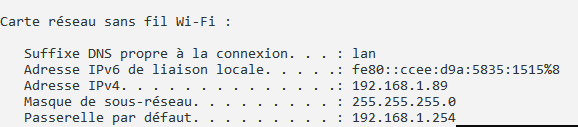 Carte réseau sans fil Wi-Fi :
Suffixe DNS propre à la connexion. . . : lan
Adresse IPv6 de liaison locale. . . . .: fe80::ccee:d9a:5835:1515%8
Adresse IPv4. . . . . . . . . . . . . .: 192.168.1.89
Masque de sous-réseau. . . . . . . . . : 255.255.255.0
Passerelle par défaut. . . . . . . . . : 192.168.1.254